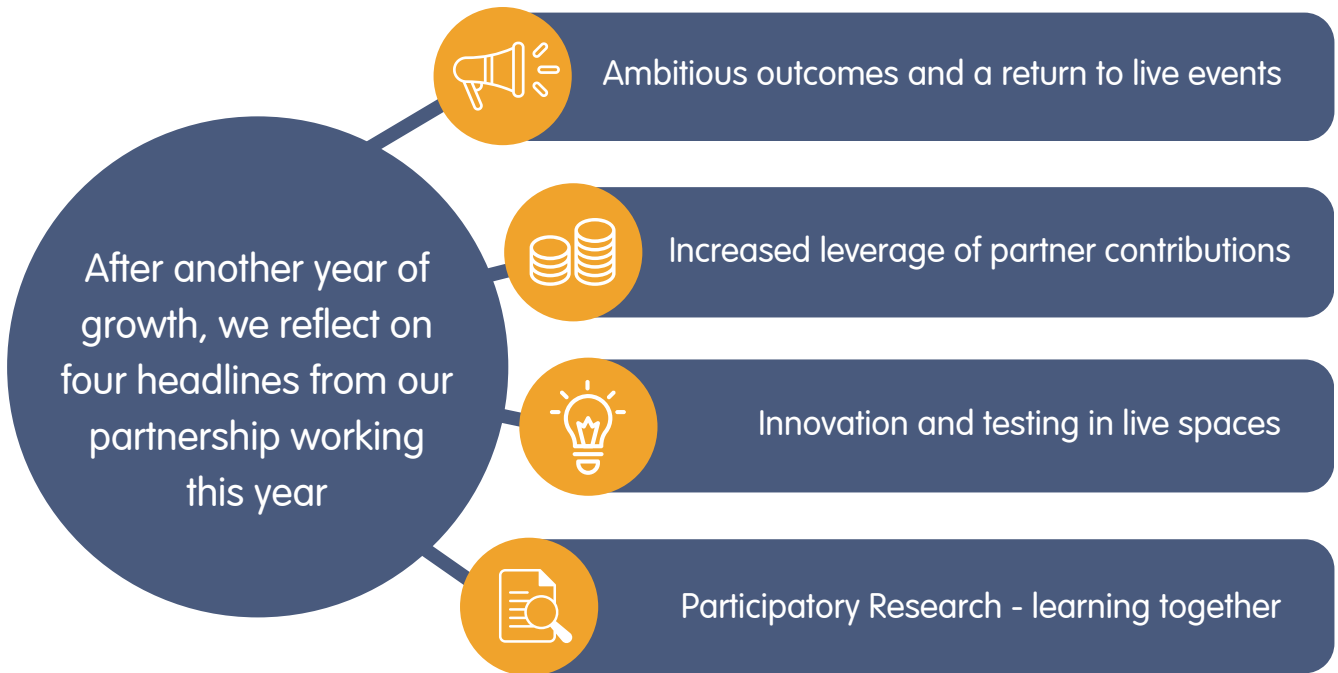 After another year of
growth, we reflect on
four headlines from our
partnership working
this year
Ambitious outcomes and a return to live events
Increased leverage of partner contributions
Innovation and testing in live spaces
Participatory Research - learning together